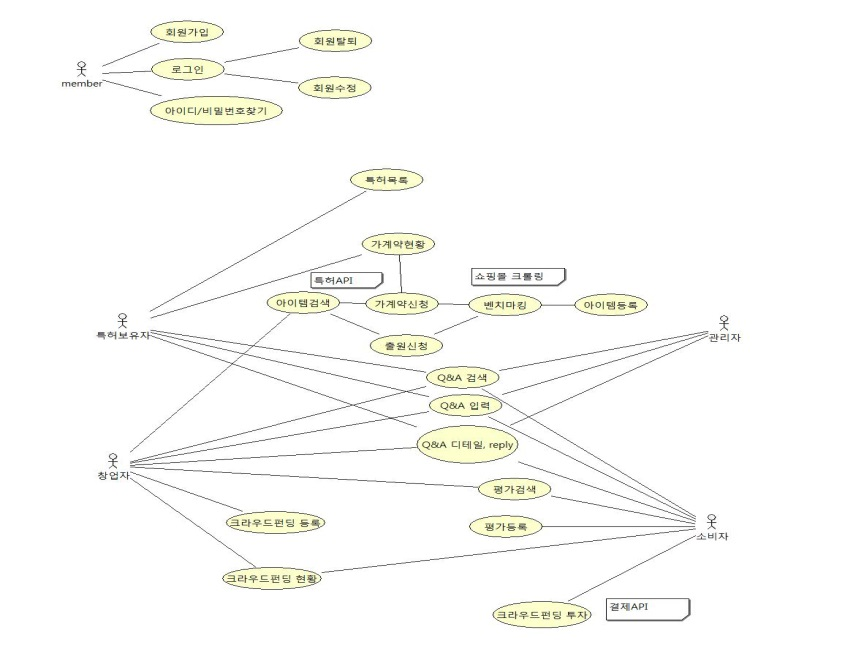 회원가입
회원탈퇴
로그인
member
회원수정
아이디/비밀번호찾기
특허목록
가계약현황
특허API
쇼핑몰 크롤링
아이템검색
가계약신청
벤치마킹
아이템등록
특허보유자
관리자
출원신청
Q&A 검색
Q&A 입력
Q&A 디테일, reply
창업자
평가검색
크라우드펀딩 등록
평가등록
소비자
크라우드펀딩 현황
크라우드펀딩 투자
결제API